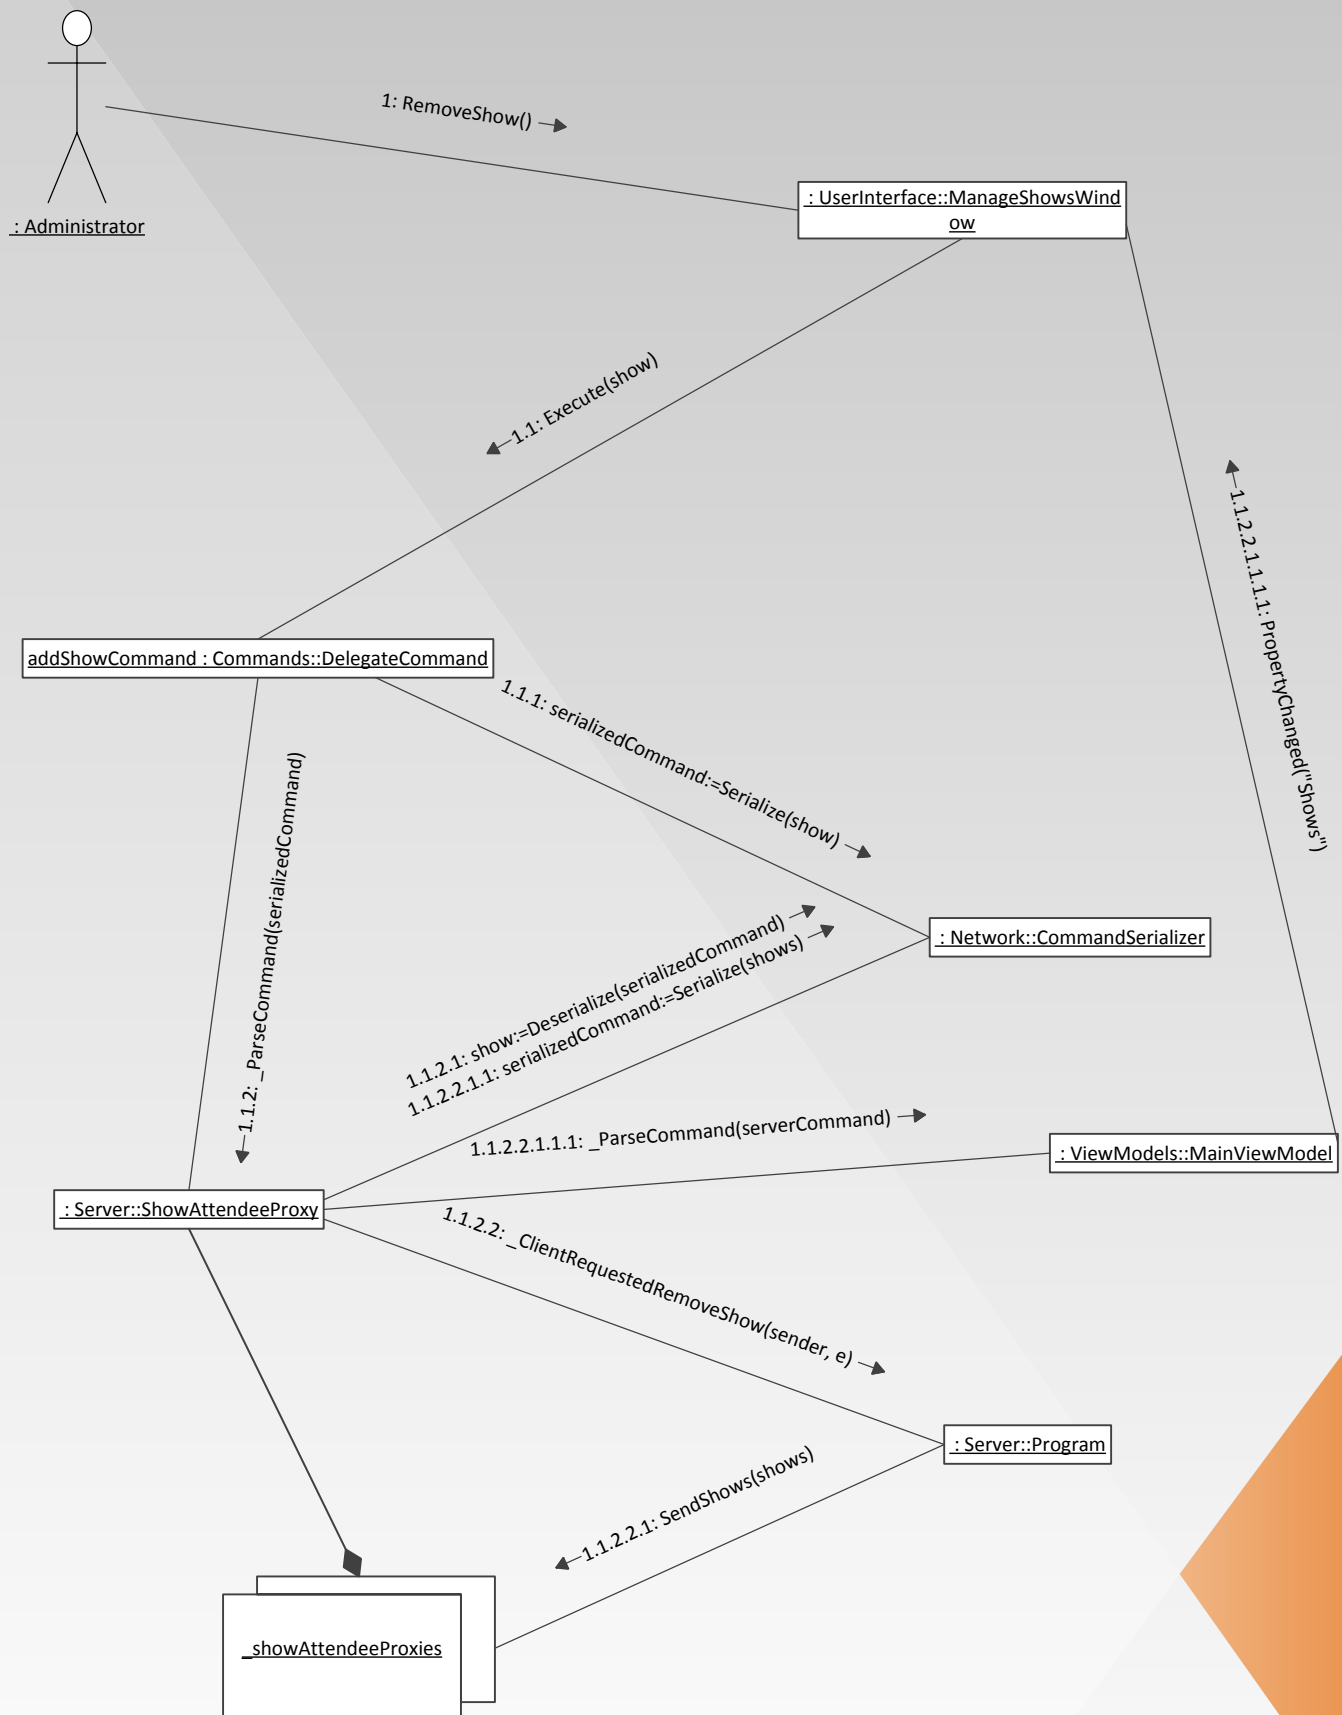 1: RemoveShow()
: UserInterface::ManageShowsWind
ow
: Administrator
1.1: Execute(show)
1.1.2.2.1.1.1.1: PropertyChanged("Shows")
addShowCommand : Commands::DelegateCommand
1.1.1: serializedCommand:=Serialize(show)
1.1.2: _ParseCommand(serializedCommand)
: Network::CommandSerializer
1.1.2.1: show:=Deserialize(serializedCommand)
1.1.2.2.1.1: serializedCommand:=Serialize(shows)
1.1.2.2.1.1.1: _ParseCommand(serverCommand)
: ViewModels::MainViewModel
: Server::ShowAttendeeProxy
1.1.2.2: _ClientRequestedRemoveShow(sender, e)
: Server::Program
1.1.2.2.1: SendShows(shows)
_showAttendeeProxies